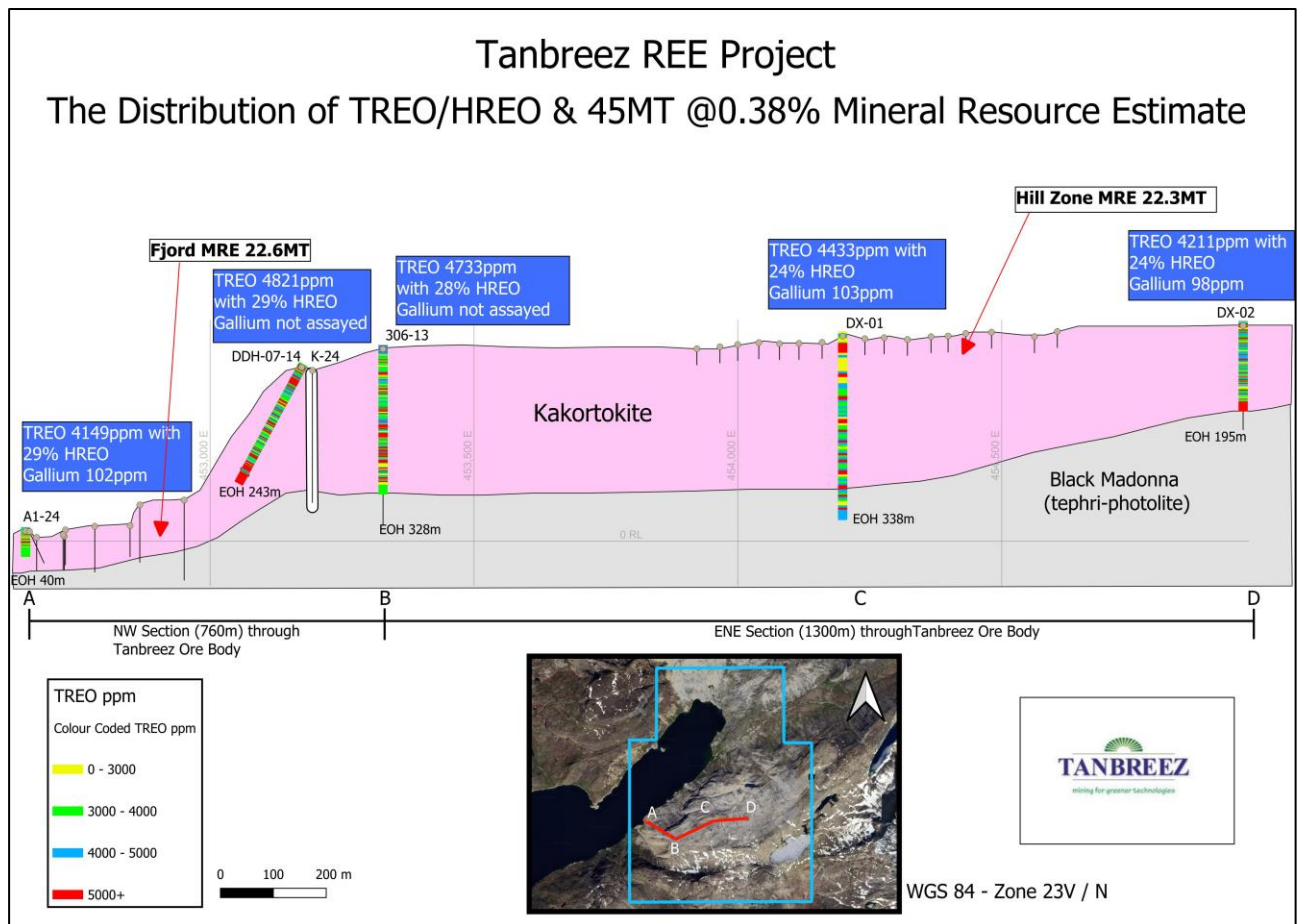 Tanbreez REE Project
The Distribution of TREO/HREO & 45MT @0.38% Mineral Resource Estimate
Hill Zone MRE 22.3MT
Fjord MRE 22.6MT
TREO 4821ppm
with 29% HREO
Gallium not assayed
TREO 4733ppm
with 28% HREO
Gallium not assayed
TREO 4433ppm with
24% HREO
Gallium 103ppm
TREO 4211ppm with
24% HREO
Gallium 98ppm
DX-02
DX-01
306-13
DDH-07-14
K-24
Kakortokite
TREO 4149ppm with
29% HREO
Gallium 102ppm
453,000 E
453,500 E
454,000 E
454,500 E
EOH 195m
Black Madonna
(tephri-photolite)
EOH 243m
A1-24
EOH 328m
EOH 338m
0 RL
EOH 40m
A
B
C
D
NW Section (760m) through
Tanbreez Ore Body
ENE Section (1300m) throughTanbreez Ore Body
TREO ppm
Colour Coded TREO ppm
0 - 3000
3000 - 4000
4000 - 5000
5000+
0 100 200 m
A
B
C
D
TANBREEZ
mining for greener technologies
WGS 84 - Zone 23V / N